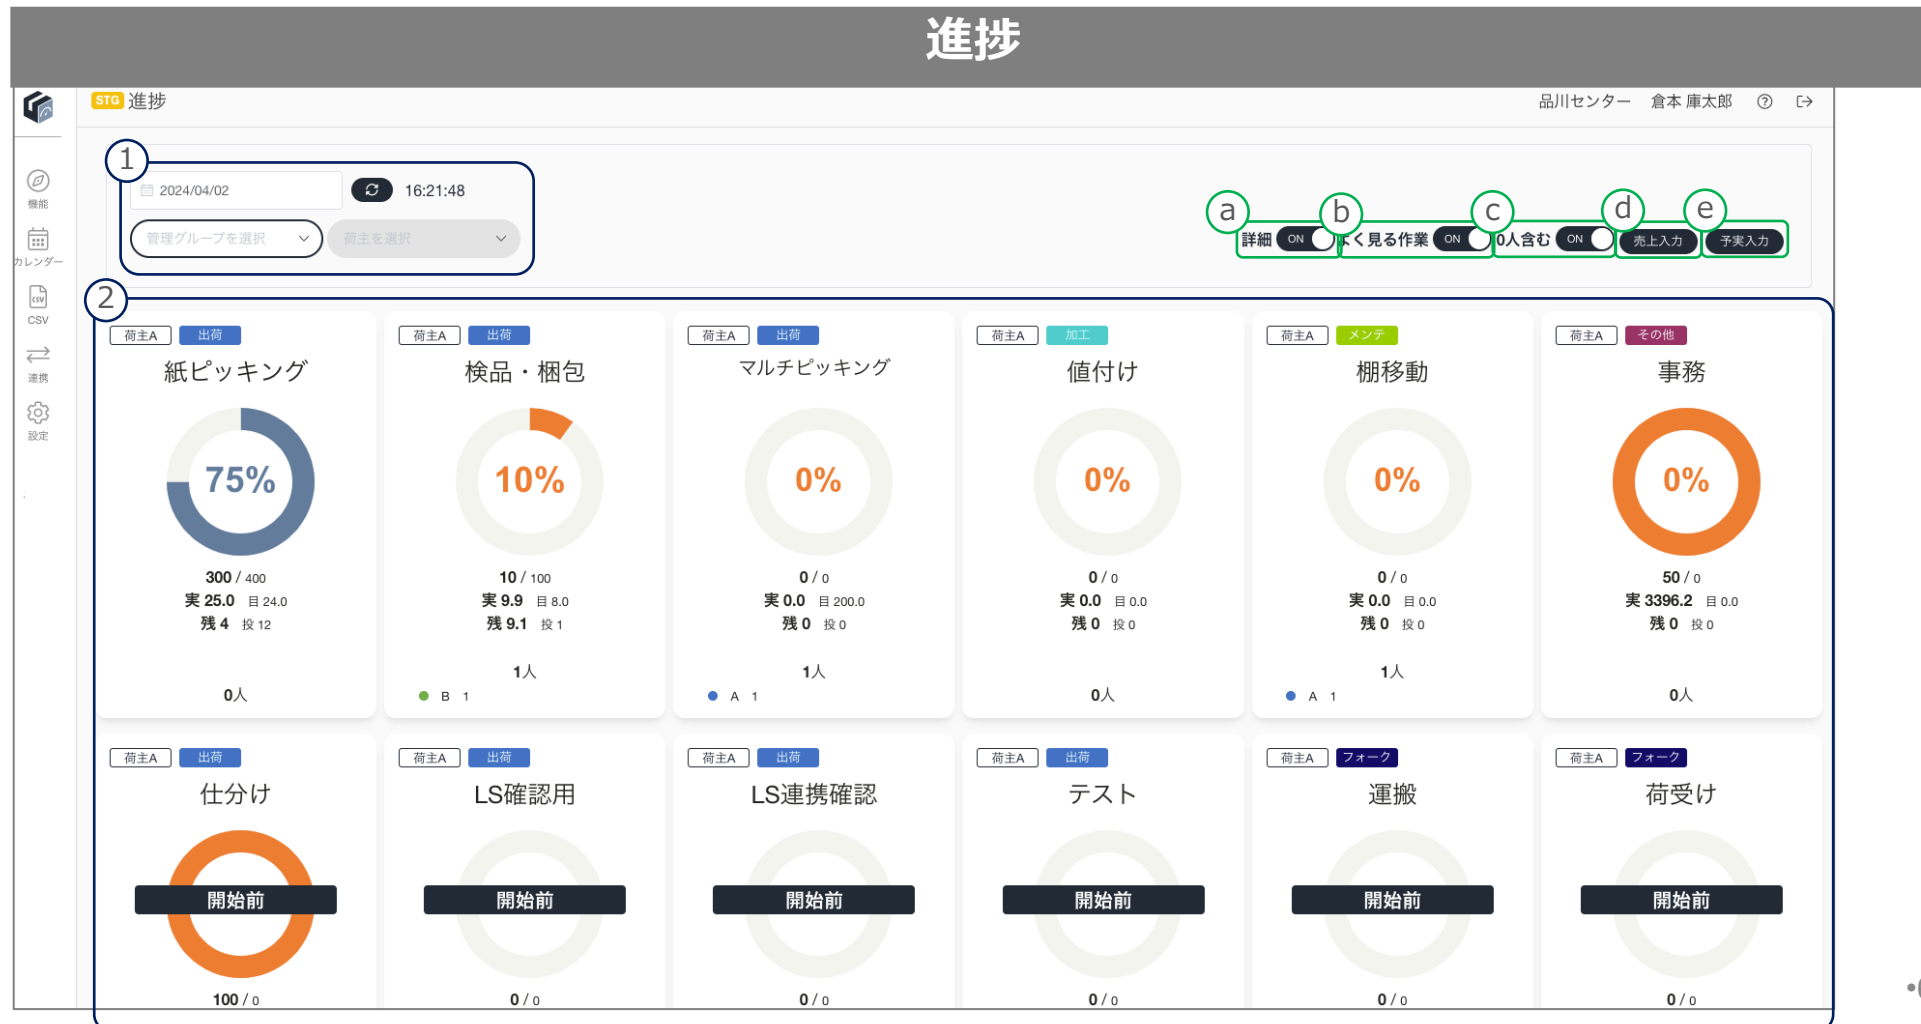 進捗
STG 進捗
品川センター 倉本 庫太郎
1
2024/04/02 16:21:48
管理グループを選択 荷主を選択
a b c d e
詳細 ON よく見る作業 ON 0人含む ON 売上入力 予実入力
機能
カレンダー
CSV
連携
設定
2
荷主A 出荷
紙ピッキング
75%
300 / 400
実 25.0 目 24.0
残 4 投 12
0人
荷主A 出荷
検品・梱包
10%
10 / 100
実 9.9 目 8.0
残 9.1 投 1
1人
B 1
荷主A 出荷
マルチピッキング
0%
0 / 0
実 0.0 目 200.0
残 0 投 0
1人
A 1
荷主A 加工
値付け
0%
0 / 0
実 0.0 目 0.0
残 0 投 0
0人
荷主A メンテ
棚移動
0%
0 / 0
実 0.0 目 0.0
残 0 投 0
1人
A 1
荷主A その他
事務
0%
50 / 0
実 3396.2 目 0.0
残 0 投 0
0人
荷主A 出荷
仕分け
開始前
100 / 0
荷主A 出荷
LS確認用
開始前
0 / 0
荷主A 出荷
LS連携確認
開始前
0 / 0
荷主A 出荷
テスト
開始前
0 / 0
荷主A フォーク
運搬
開始前
0 / 0
荷主A フォーク
荷受け
開始前
0 / 0